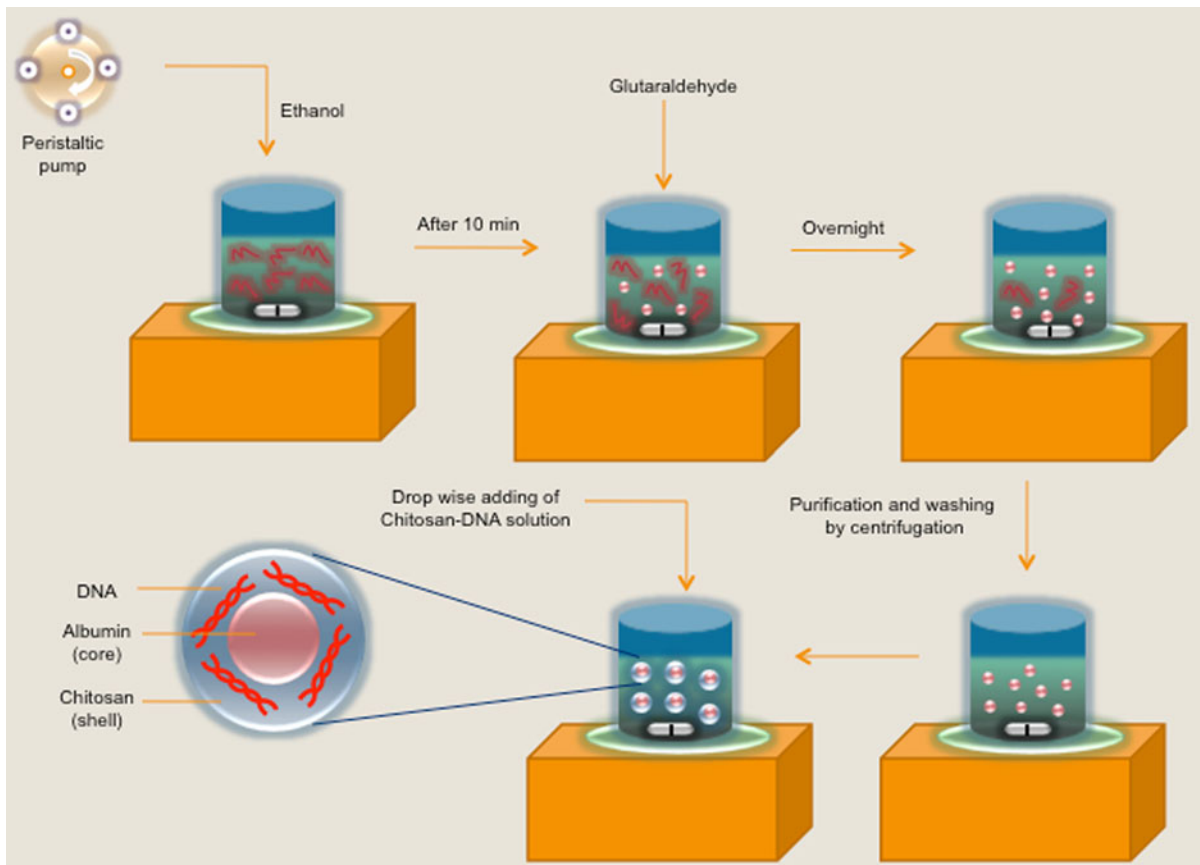 Peristaltic
pump
Ethanol
After 10 min
Glutaraldehyde
Overnight
Purification and washing
by centrifugation
Drop wise adding of
Chitosan-DNA solution
DNA
Albumin
(core)
Chitosan
(shell)